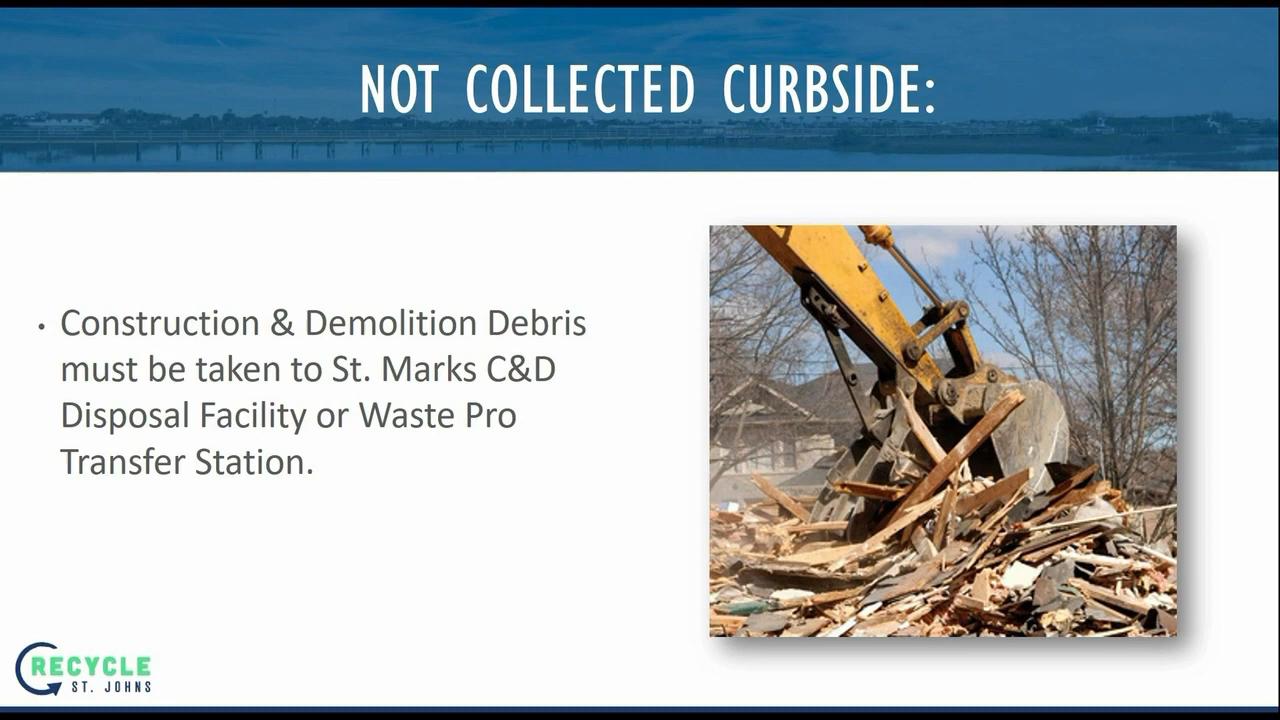 NOT COLLECTED CURBSIDE:
• Construction & Demolition Debris
must be taken to St. Marks C&D
Disposal Facility or Waste Pro
Transfer Station.
RECYCLE
ST. JOHNS